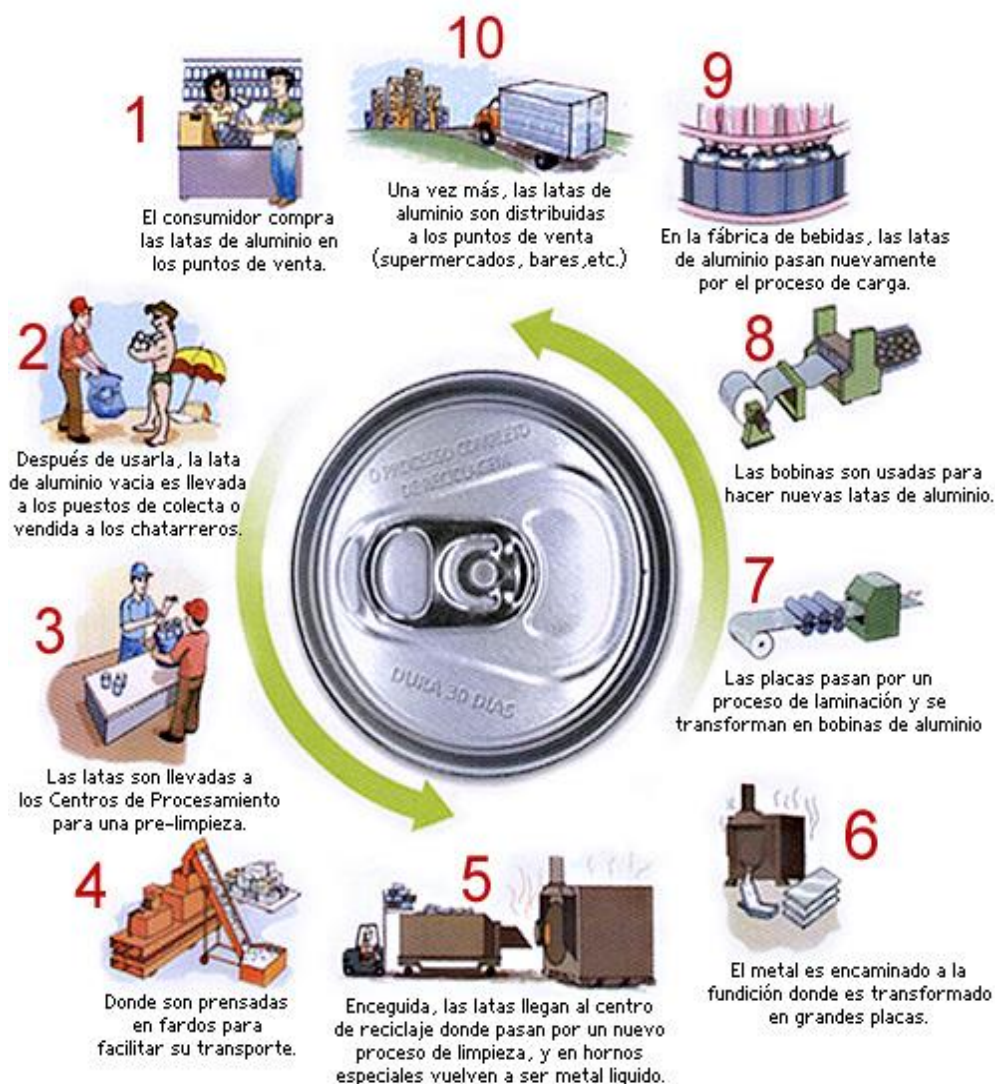 1
El consumidor compra
las latas de aluminio en
los puntos de venta.
2
Después de usarla, la lata
de aluminio vacia es llevada
a los puestos de colecta o
vendida a los chatarreros.
3
Las latas son llevadas a
los Centros de Procesamiento
para una pre-limpieza.
4
Donde son prensadas
en fardos para
facilitar su transporte.
5
Enceguida, las latas llegan al centro
de reciclaje donde pasan por un nuevo
proceso de limpieza, y en hornos
especiales vuelven a ser metal liquido.
6
El metal es encaminado a la
fundición donde es transformado
en grandes placas.
7
Las placas pasan por un
proceso de laminación y se
transforman en bobinas de aluminio
8
Las bobinas son usadas para
hacer nuevas latas de aluminio.
9
En la fábrica de bebidas, las latas
de aluminio pasan nuevamente
por el proceso de carga.
10
Una vez más, las latas de
aluminio son distribuidas
a los puntos de venta
(supermercados, bares,etc.)
O PROCESSO COMPLETO
DE RECICLAGEM
DURA 30 DIAS